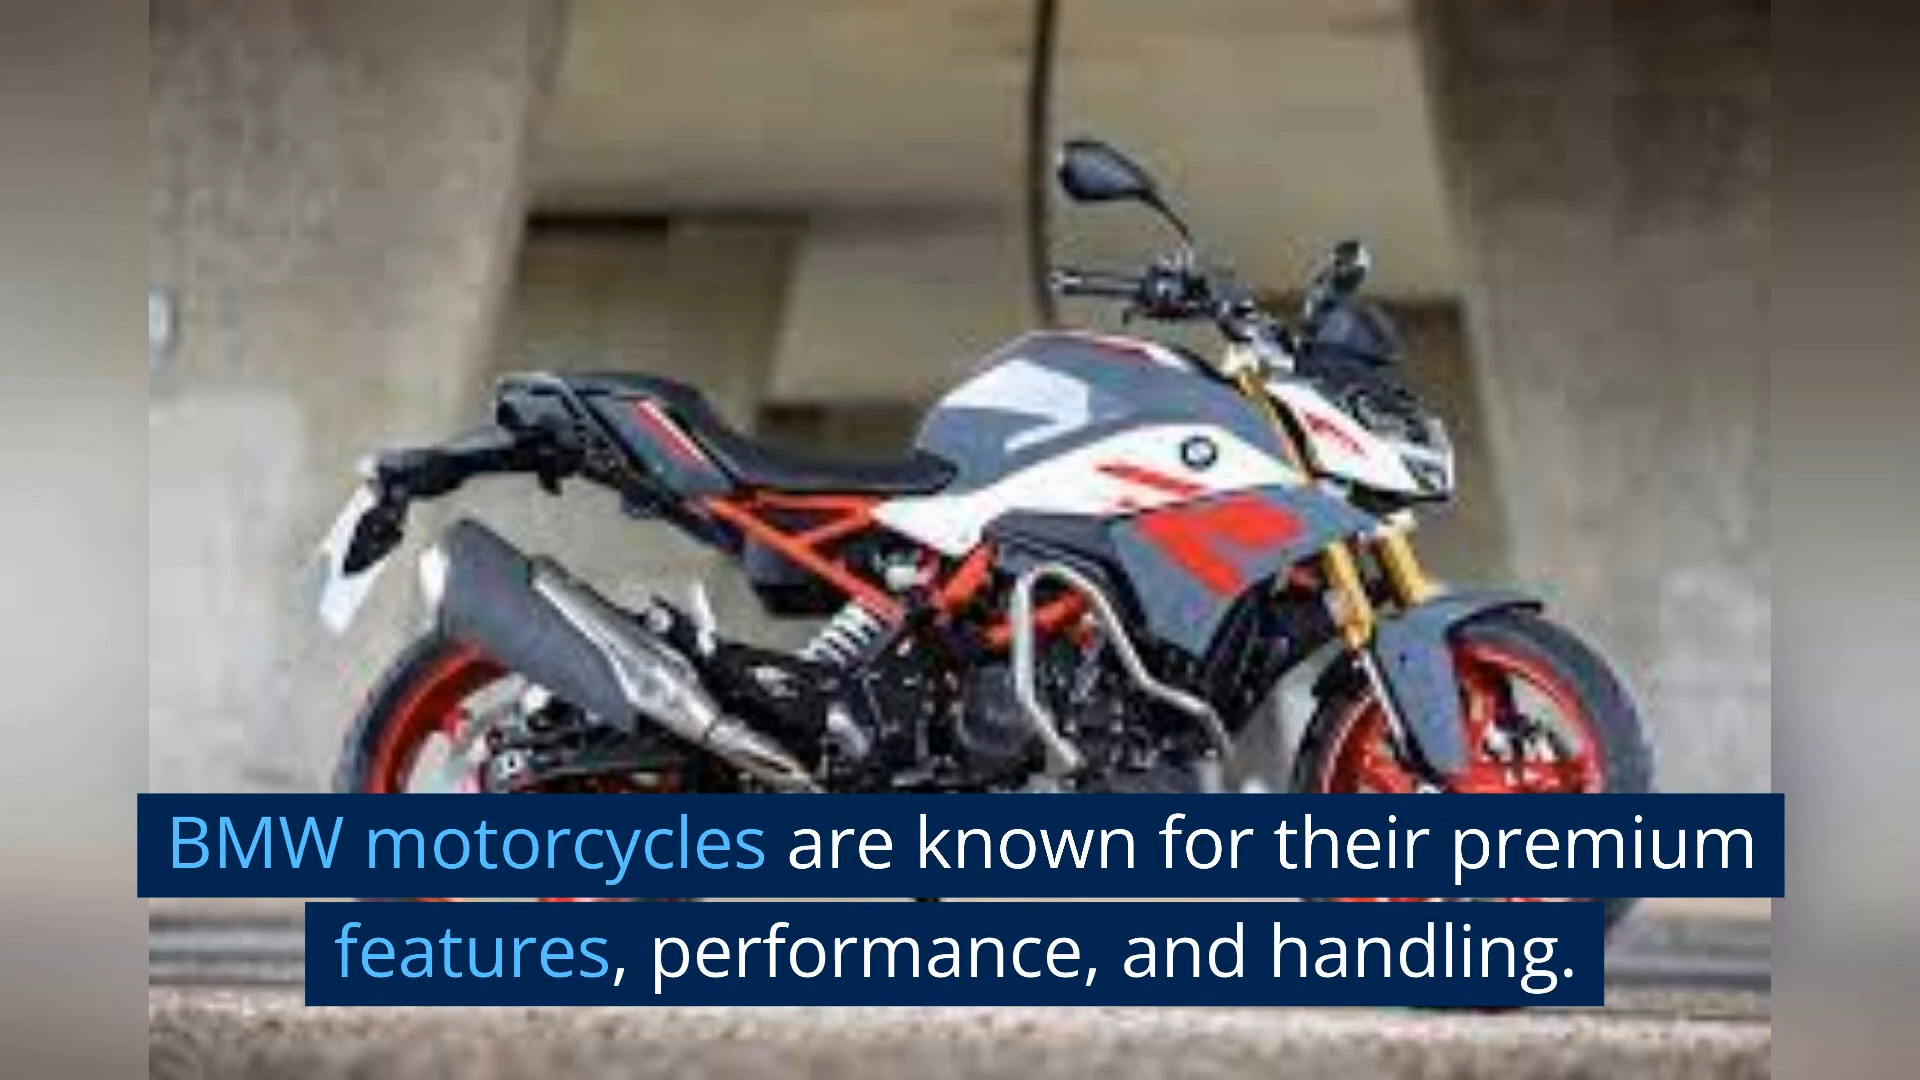 BMW motorcycles are known for their premium
features, performance, and handling.